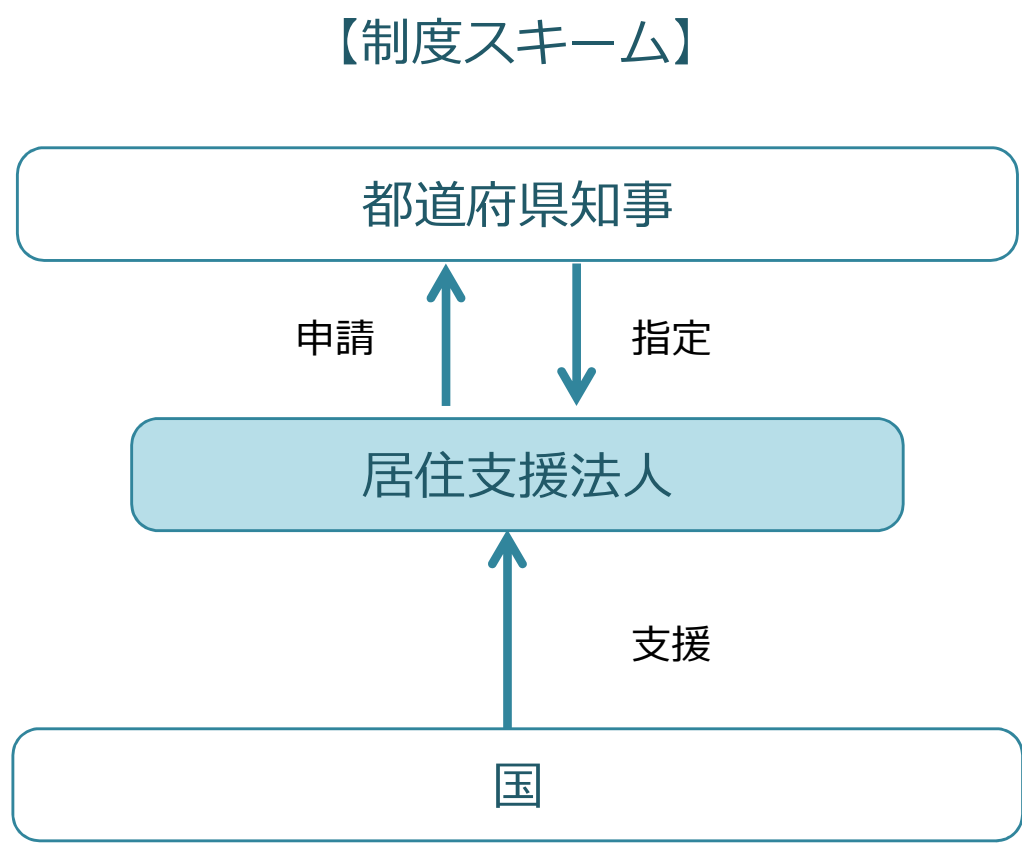 【制度スキーム】
都道府県知事
申請
指定
居住支援法人
支援
国